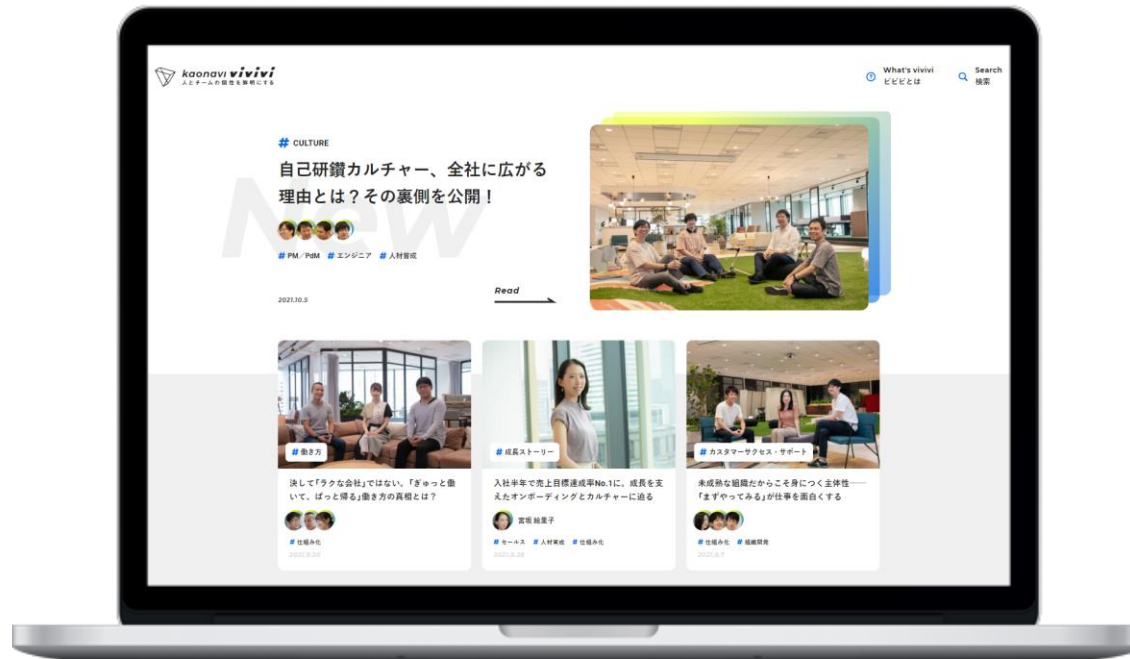 kaonavi vivivi
人とチームの個性を鮮明にする
What's vivivi
ビビビとは
Search
検索
# CULTURE
自己研鑽カルチャー、全社に広がる
理由とは？その裏側を公開！
New
# PM／PdM # エンジニア # 人材育成
2021.10.5
Read
# 働き方
決して「ラクな会社」ではない。「ぎゅっと働
いて、ぱっと帰る」働き方の真相とは？
# 仕組み化
# 成長ストーリー
入社半年で売上目標達成率No.1に。成長を支
えたオンボーディングとカルチャーに迫る
宮坂 絵里子
# セールス # 人材育成 # 仕組み化
# カスタマーサクセス・サポート
未成熟な組織だからこそ身につく主体性──
「まずやってみる」が仕事を面白くする
# 仕組み化 # 組織開発
2021.9.7